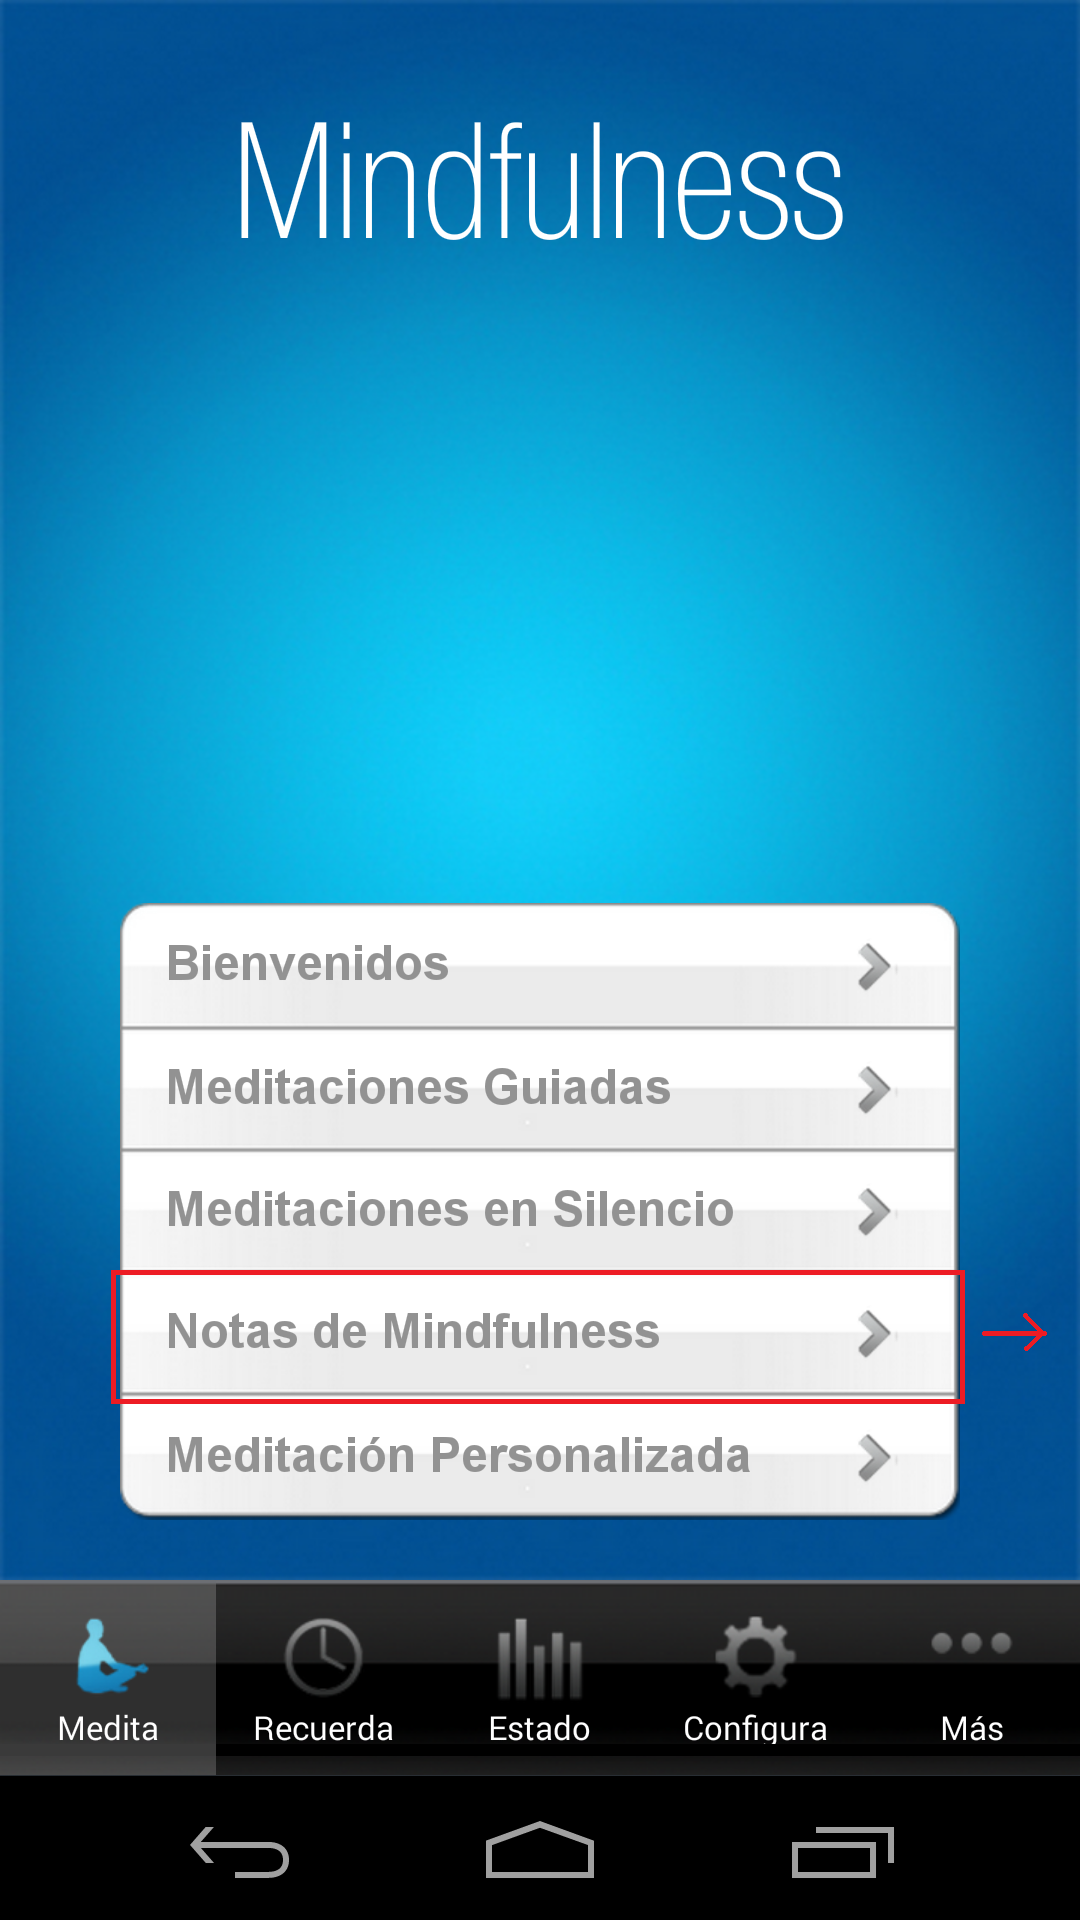 Mindfulness
Bienvenidos
Meditaciones Guiadas
Meditaciones en Silencio
Notas de Mindfulness
Meditación Personalizada
Medita Recuerda Estado Configura Más